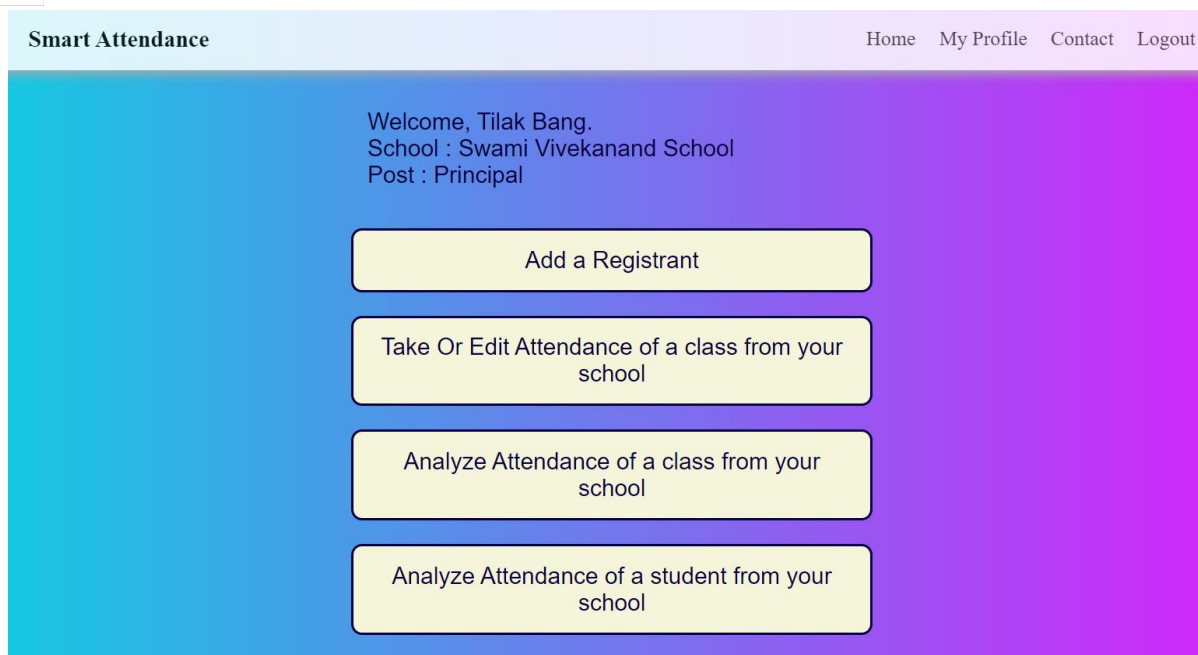 Smart Attendance
Home My Profile Contact Logout
Welcome, Tilak Bang.
School : Swami Vivekanand School
Post : Principal
Add a Registrant
Take Or Edit Attendance of a class from your
school
Analyze Attendance of a class from your
school
Analyze Attendance of a student from your
school